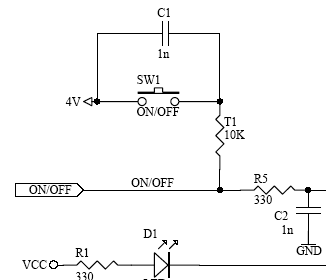 C1
1n
SW1
4V
ON/OFF
T1
10K
ON/OFF
ON/OFF
R5
330
C2
1n
GND
D1
VCC
R1
330